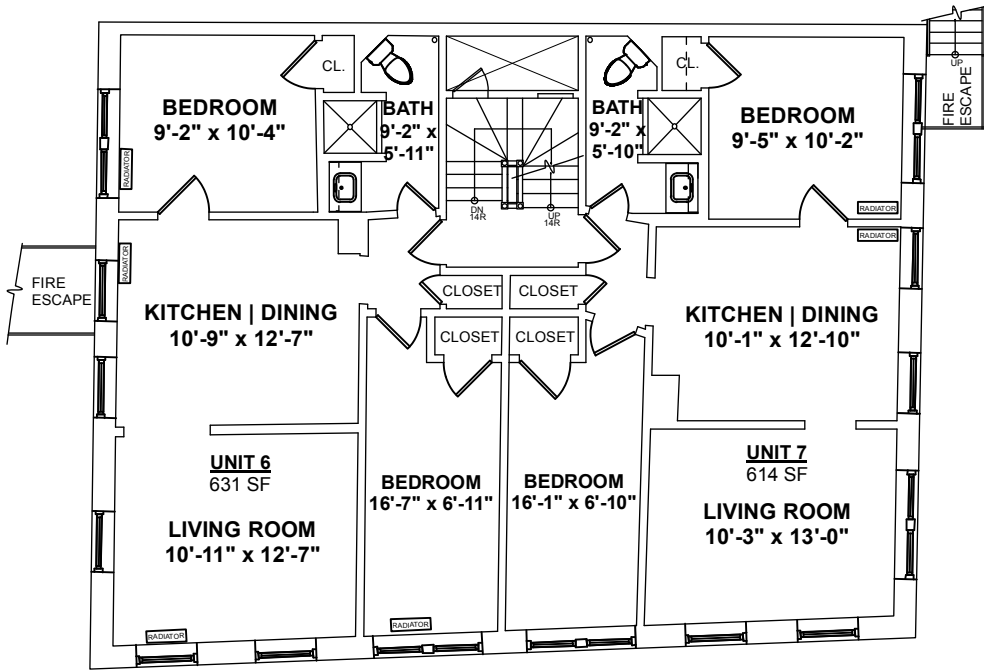 CL.
CL.
UP
FIRE
ESCAPE
BEDROOM
9'-2" x 10'-4"
BATH
9'-2" x
5'-11"
BATH
9'-2" x
5'-10"
BEDROOM
9'-5" x 10'-2"
RADIATOR
DN
14R
UP
14R
RADIATOR
RADIATOR
RADIATOR
FIRE
ESCAPE
CLOSET
CLOSET
KITCHEN | DINING
10'-9" x 12'-7"
KITCHEN | DINING
10'-1" x 12'-10"
CLOSET
CLOSET
UNIT 6
631 SF
UNIT 7
614 SF
BEDROOM
16'-7" x 6'-11"
BEDROOM
16'-1" x 6'-10"
LIVING ROOM
10'-11" x 12'-7"
LIVING ROOM
10'-3" x 13'-0"
RADIATOR
RADIATOR